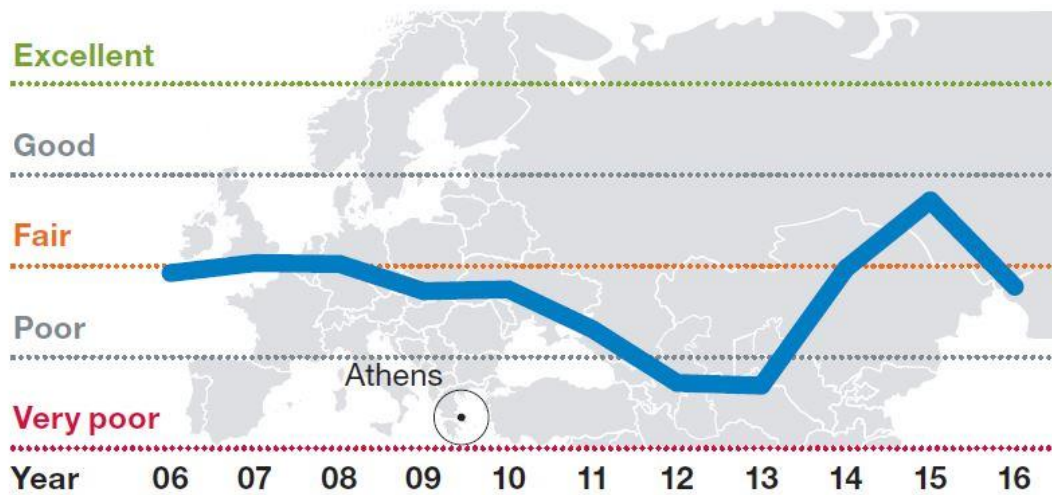 Excellent
Good
Fair
Poor
Athens
Very poor
Year 06 07 08 09 10 11 12 13 14 15 16